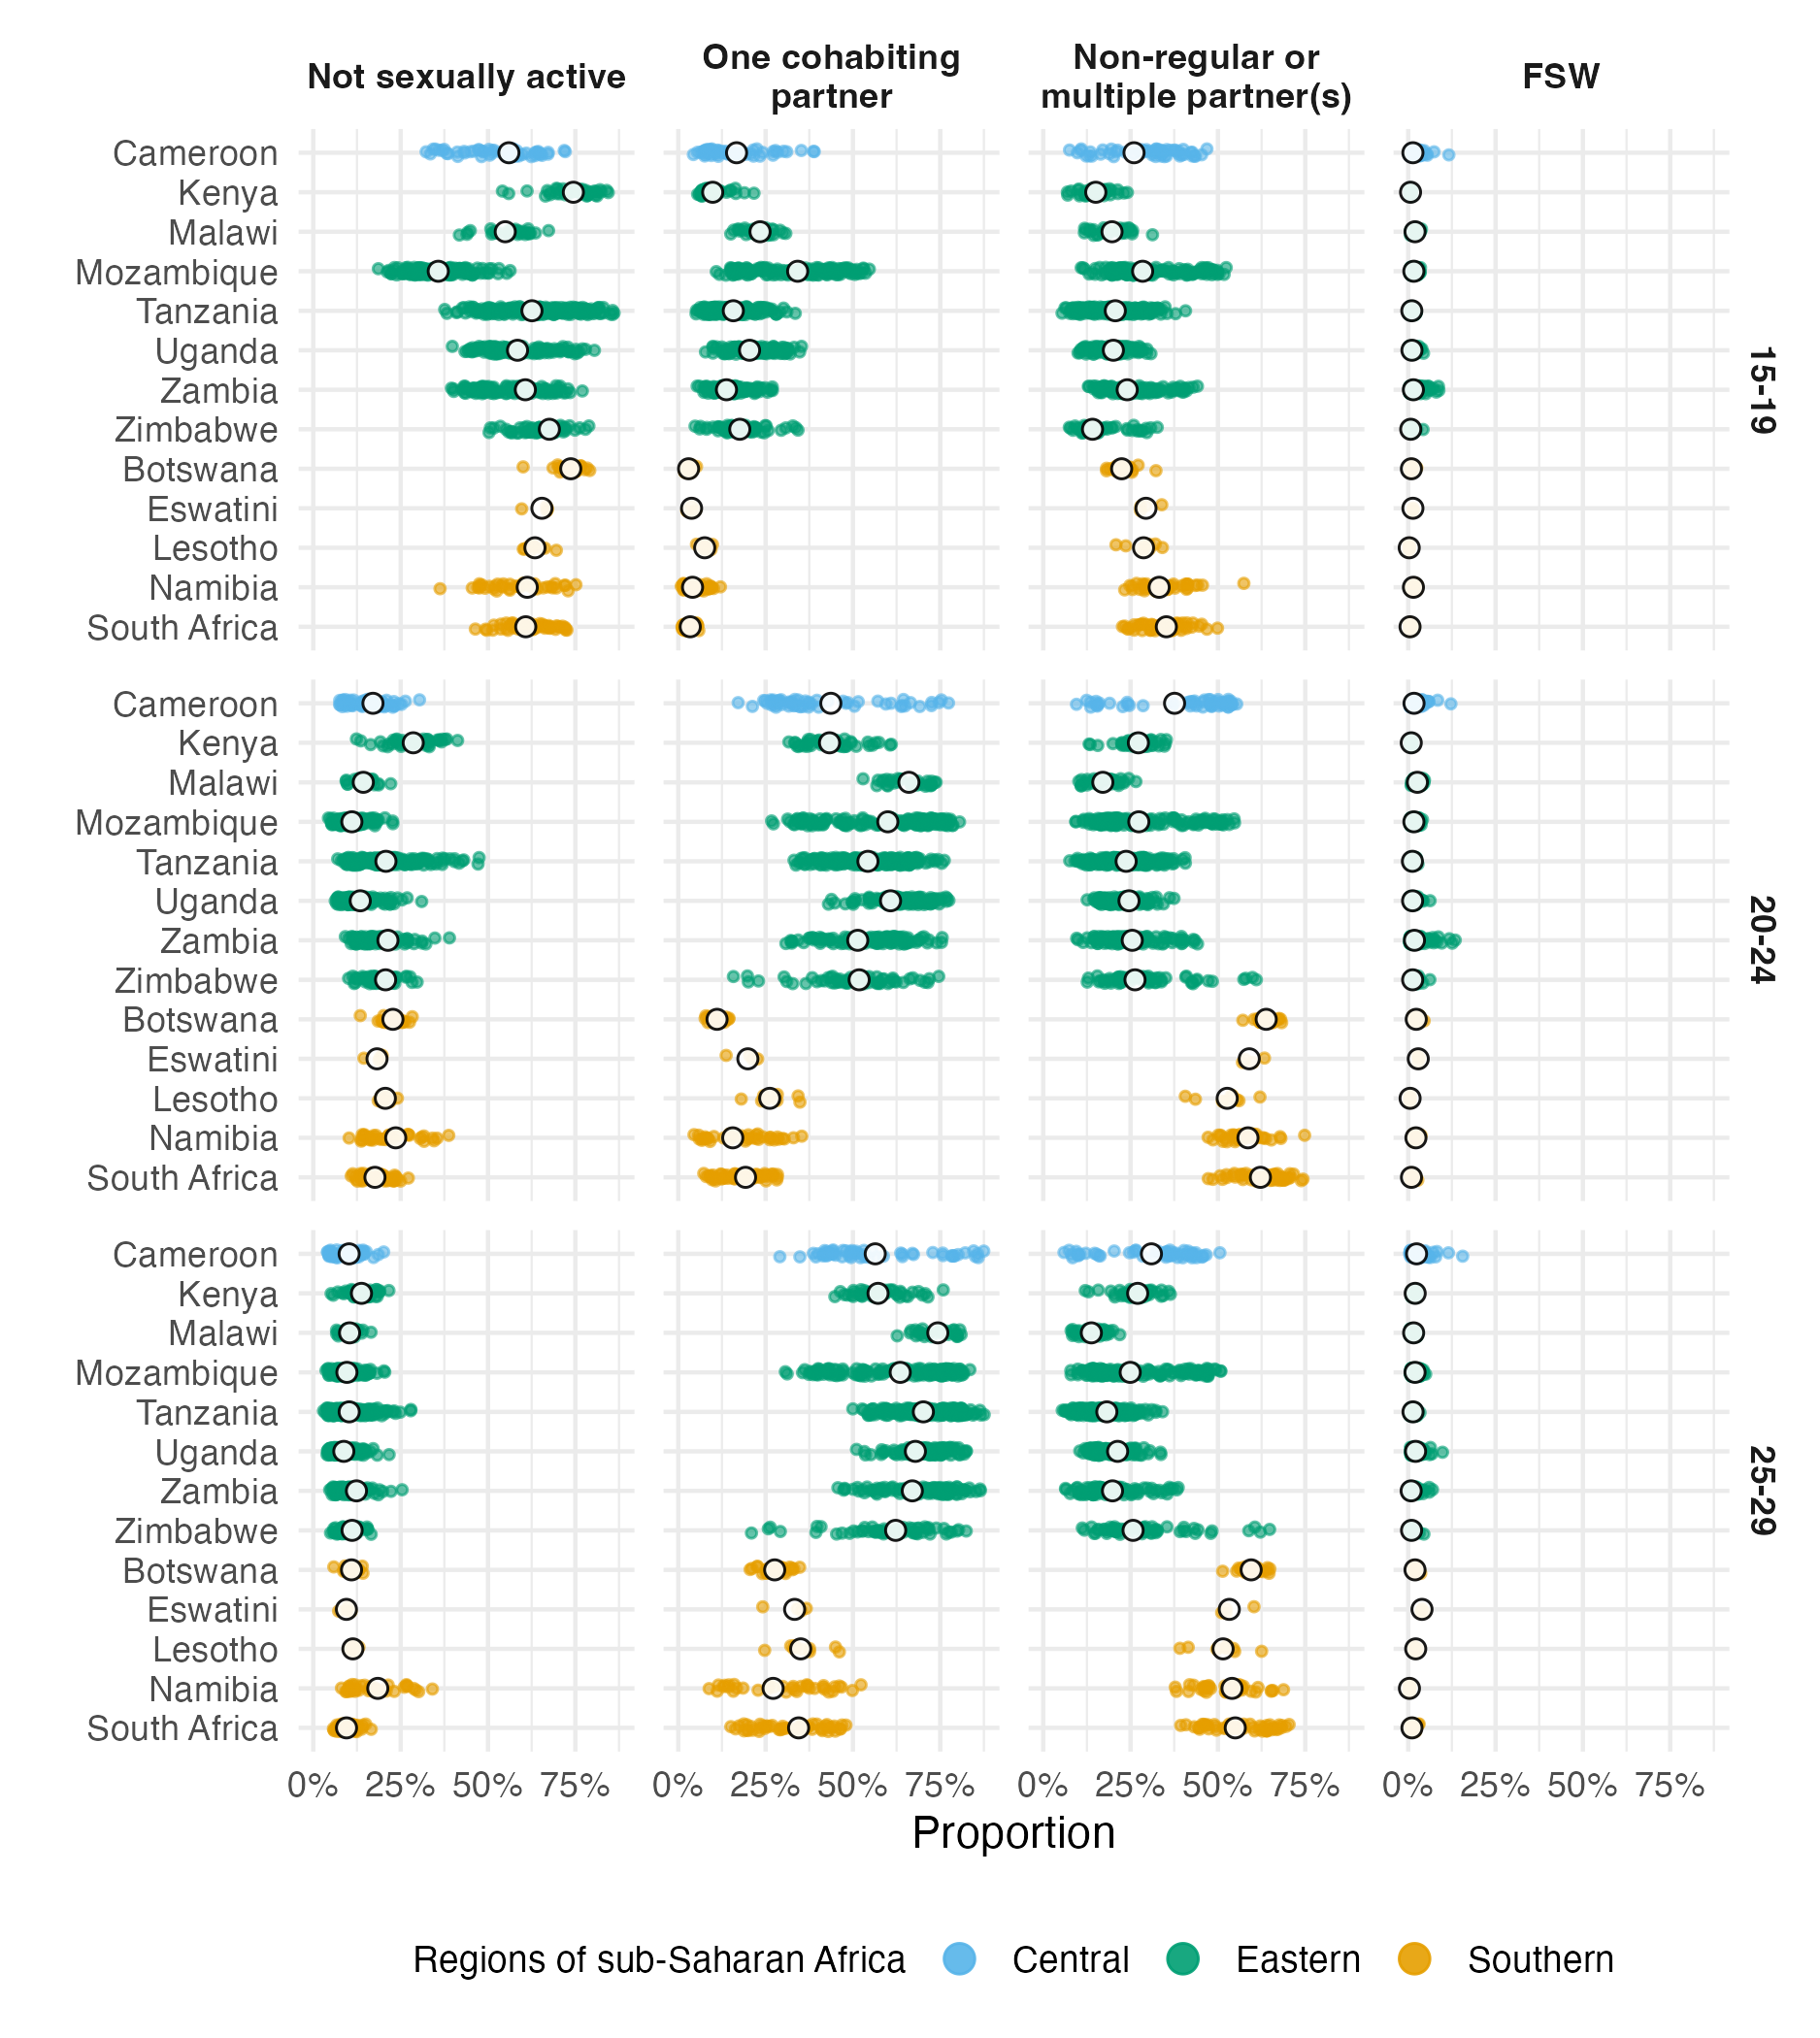 Not sexually active
One cohabiting
partner
Non-regular or
multiple partner(s)
FSW
Cameroon
Kenya
Malawi
Mozambique
Tanzania
Uganda
Zambia
Zimbabwe
Botswana
Eswatini
Lesotho
Namibia
South Africa
15-19
Cameroon
Kenya
Malawi
Mozambique
Tanzania
Uganda
Zambia
Zimbabwe
Botswana
Eswatini
Lesotho
Namibia
South Africa
20-24
Cameroon
Kenya
Malawi
Mozambique
Tanzania
Uganda
Zambia
Zimbabwe
Botswana
Eswatini
Lesotho
Namibia
South Africa
25-29
0% 25% 50% 75% 0% 25% 50% 75% 0% 25% 50% 75% 0% 25% 50% 75%
Proportion
Regions of sub-Saharan Africa Central Eastern Southern